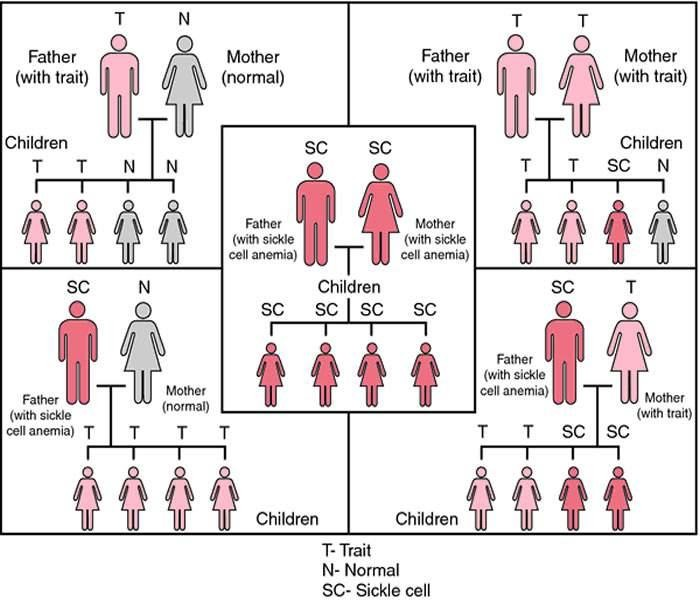 T N
Father
(with trait)
Mother
(normal)
Children
T T N N
T T
Father
(with trait)
Mother
(with trait)
Children
T T SC N
SC SC
Father
(with sickle
cell anemia)
Mother
(with sickle
cell anemia)
Children
SC SC SC SC
SC N
Father
(with sickle
cell anemia)
Mother
(normal)
T T T T
Children
SC T
Father
(with sickle
cell anemia)
Mother
(with trait)
T T SC SC
Children
T- Trait
N- Normal
SC- Sickle cell